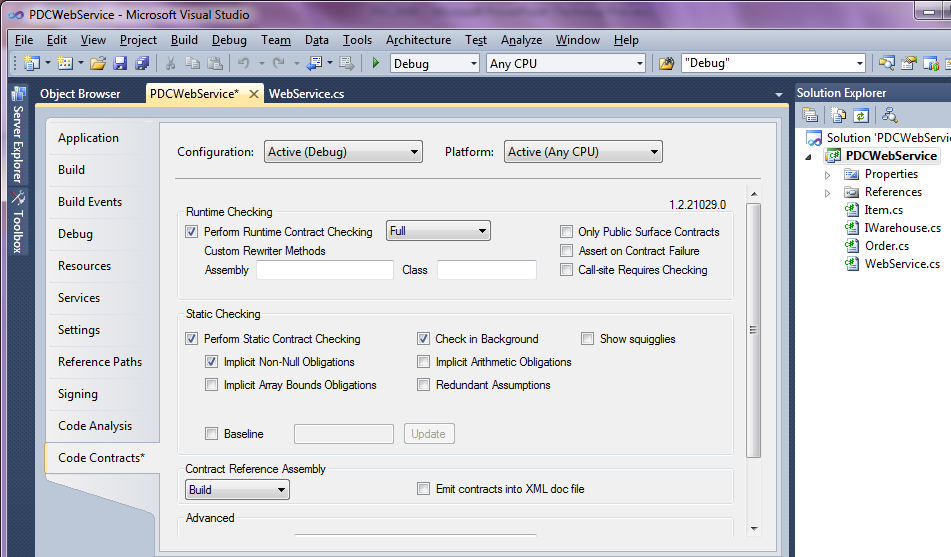 PDCWebService - Microsoft Visual Studio
File Edit View Project Build Debug Team Data Tools Architecture Test Analyze Window Help
Debug Any CPU "Debug"
Server Explorer
Toolbox
Object Browser PDCWebService* WebService.cs
Application
Build
Build Events
Debug
Resources
Services
Settings
Reference Paths
Signing
Code Analysis
Code Contracts*
Configuration: Active (Debug) Platform: Active (Any CPU)
1.2.21029.0
Runtime Checking
Perform Runtime Contract Checking Full Only Public Surface Contracts
Custom Rewriter Methods Assert on Contract Failure
Assembly Class Call-site Requires Checking
Static Checking
Perform Static Contract Checking Check in Background Show squigglies
Implicit Non-Null Obligations Implicit Arithmetic Obligations
Implicit Array Bounds Obligations Redundant Assumptions
Baseline Update
Contract Reference Assembly
Build Emit contracts into XML doc file
Advanced
Solution Explorer
Solution 'PDCWebServic
PDCWebService
Properties
References
Item.cs
IWarehouse.cs
Order.cs
WebService.cs